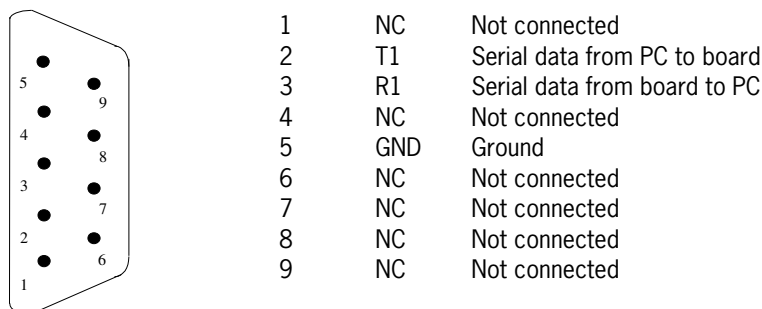 5
9
4
8
3
7
2
6
1
1 NC Not connected
2 T1 Serial data from PC to board
3 R1 Serial data from board to PC
4 NC Not connected
5 GND Ground
6 NC Not connected
7 NC Not connected
8 NC Not connected
9 NC Not connected